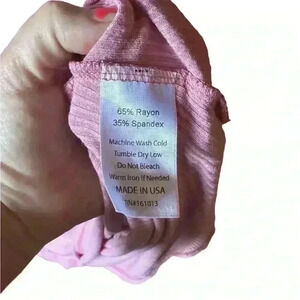 65% Rayon
35% Spandex
Machine Wash Cold
Tumble Dry Low
Do Not Bleach
Warm Iron If Needed
MADE IN USA
RN#161013